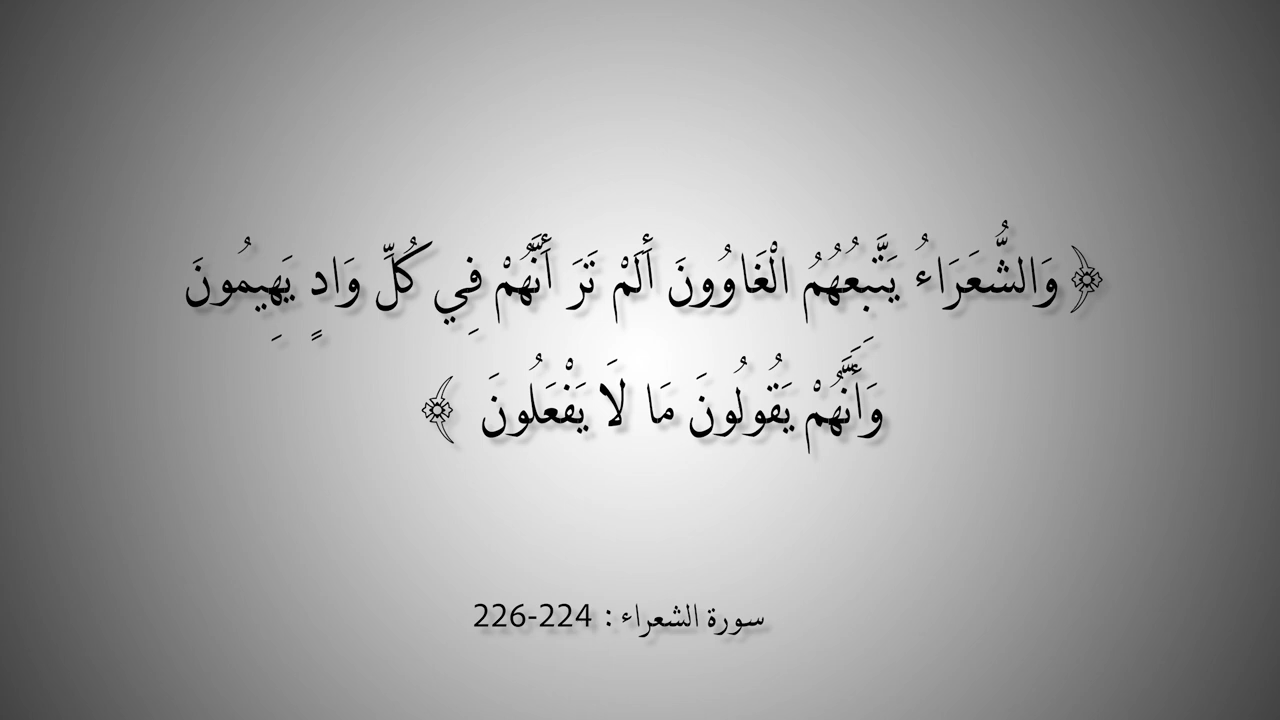 ﴿ وَالشُّعَرَاءُ يَتَّبِعُهُمُ الْغَاوُونَ أَلَمْ تَرَ أَنَّهُمْ فِي كُلِّ وَادٍ يَهِيمُونَ
وَأَنَّهُمْ يَقُولُونَ مَا لَا يَفْعَلُونَ ﴾
سورة الشعراء : 224-226